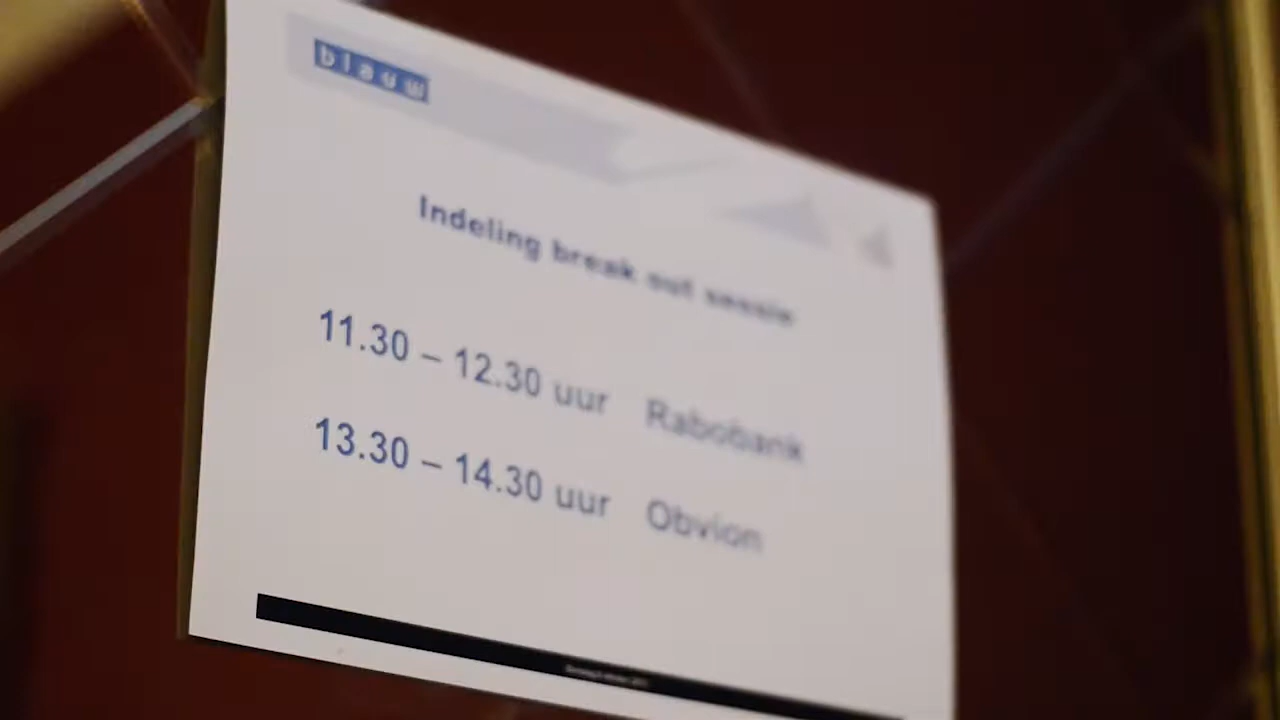 blauw
Indeling break out sessie
11.30 – 12.30 uur Rabobank
13.30 – 14.30 uur Obvion